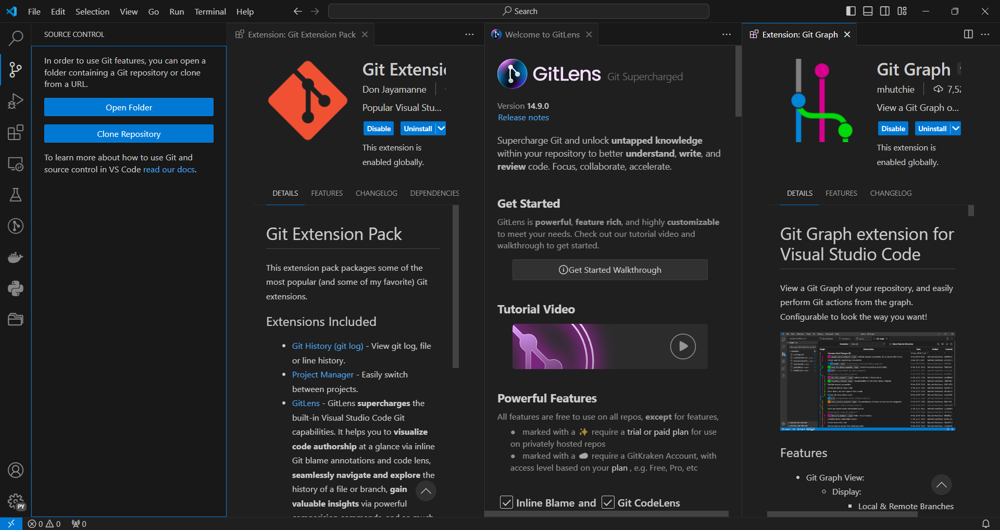 File Edit Selection View Go Run Terminal Help
Search
SOURCE CONTROL
In order to use Git features, you can open a
folder containing a Git repository or clone
from a URL.
Open Folder
Clone Repository
To learn more about how to use Git and
source control in VS Code read our docs.
PY
0 0 0
Extension: Git Extension Pack
Git Extensi
Don Jayamanne
Popular Visual Stu...
Disable Uninstall
This extension is
enabled globally.
DETAILS FEATURES CHANGELOG DEPENDENCIES
Git Extension Pack
This extension pack packages some of the
most popular (and some of my favorite) Git
extensions.
Extensions Included
• Git History (git log) - View git log, file
or line history.
• Project Manager - Easily switch
between projects.
• GitLens - GitLens supercharges the
built-in Visual Studio Code Git
capabilities. It helps you to visualize
code authorship at a glance via inline
Git blame annotations and code lens,
seamlessly navigate and explore the
history of a file or branch, gain
valuable insights via powerful
comparision commands, and so much
Welcome to GitLens
GitLens Git Supercharged
Version 14.9.0
Release notes
Supercharge Git and unlock untapped knowledge
within your repository to better understand, write, and
review code. Focus, collaborate, accelerate.
Get Started
GitLens is powerful, feature rich, and highly customizable
to meet your needs. Check out our tutorial video and
walkthrough to get started.
Get Started Walkthrough
Tutorial Video
Powerful Features
All features are free to use on all repos, except for features,
• marked with a ✨ require a trial or paid plan for use
on privately hosted repos
• marked with a ☁ require a GitKraken Account, with
access level based on your plan , e.g. Free, Pro, etc
Inline Blame and Git CodeLens
Extension: Git Graph
Git Graph
mhutchie 7,52
View a Git Graph o...
Disable Uninstall
This extension is
enabled globally.
DETAILS FEATURES CHANGELOG
Git Graph extension for
Visual Studio Code
View a Git Graph of your repository, and easily
perform Git actions from the graph.
Configurable to look the way you want!
Features
• Git Graph View:
◦ Display:
▪ Local & Remote Branches